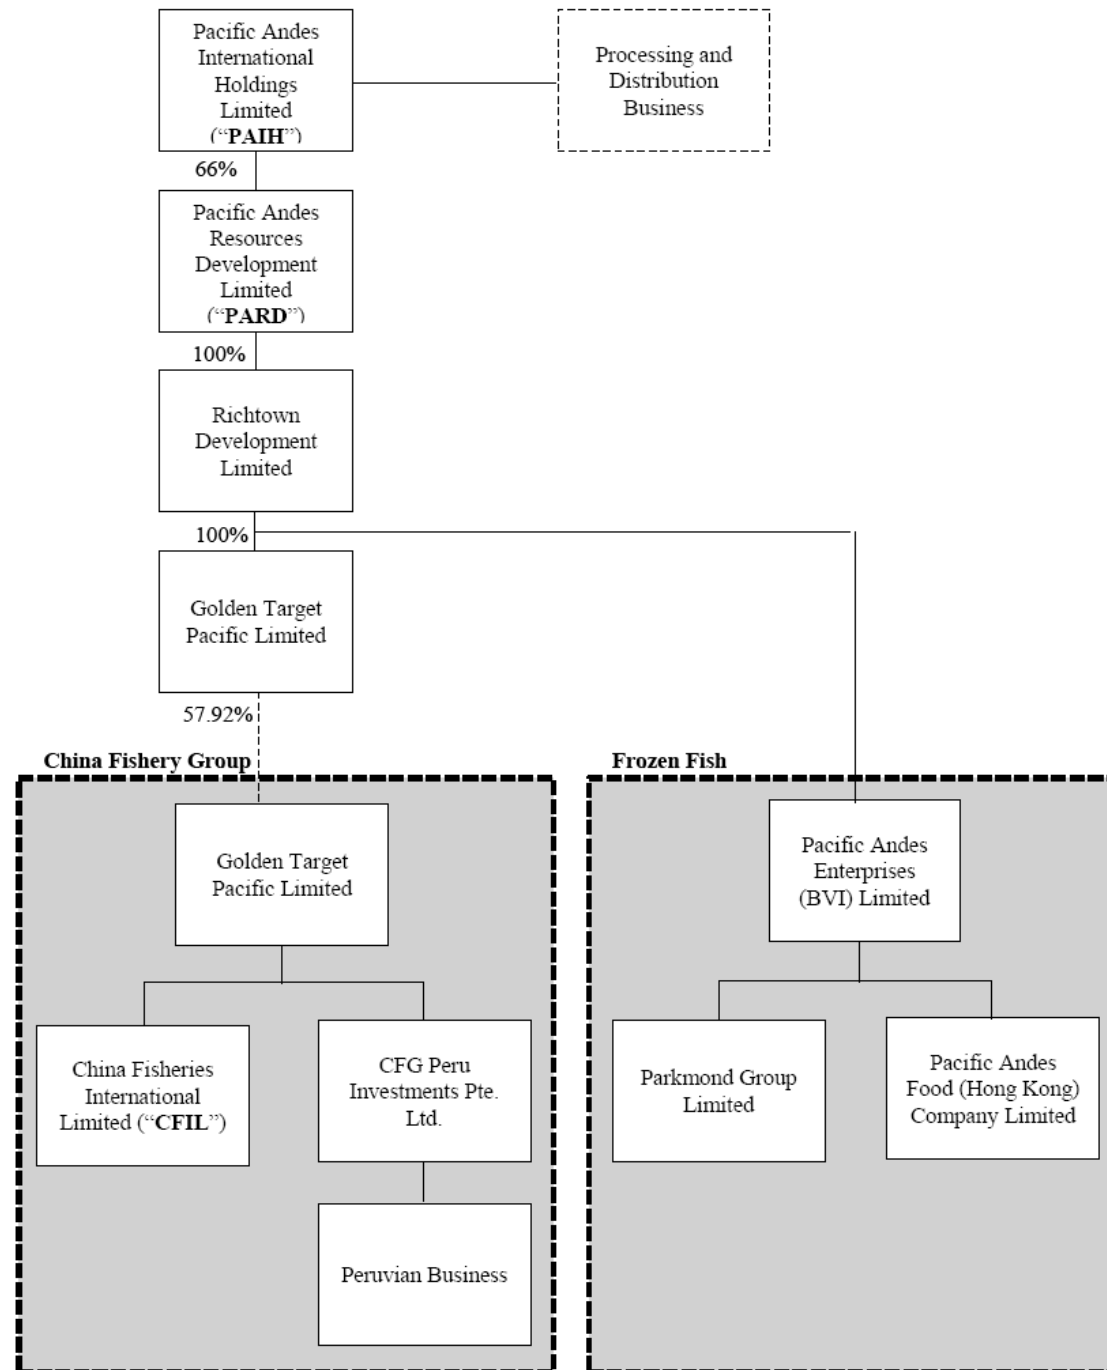 Pacific Andes
International
Holdings
Limited
(“PAIH”)
Processing and
Distribution
Business
66%
Pacific Andes
Resources
Development
Limited
(“PARD”)
100%
Richtown
Development
Limited
100%
Golden Target
Pacific Limited
57.92%
China Fishery Group
Golden Target
Pacific Limited
China Fisheries
International
Limited (“CFIL”)
CFG Peru
Investments Pte.
Ltd.
Peruvian Business
Frozen Fish
Pacific Andes
Enterprises
(BVI) Limited
Parkmond Group
Limited
Pacific Andes
Food (Hong Kong)
Company Limited